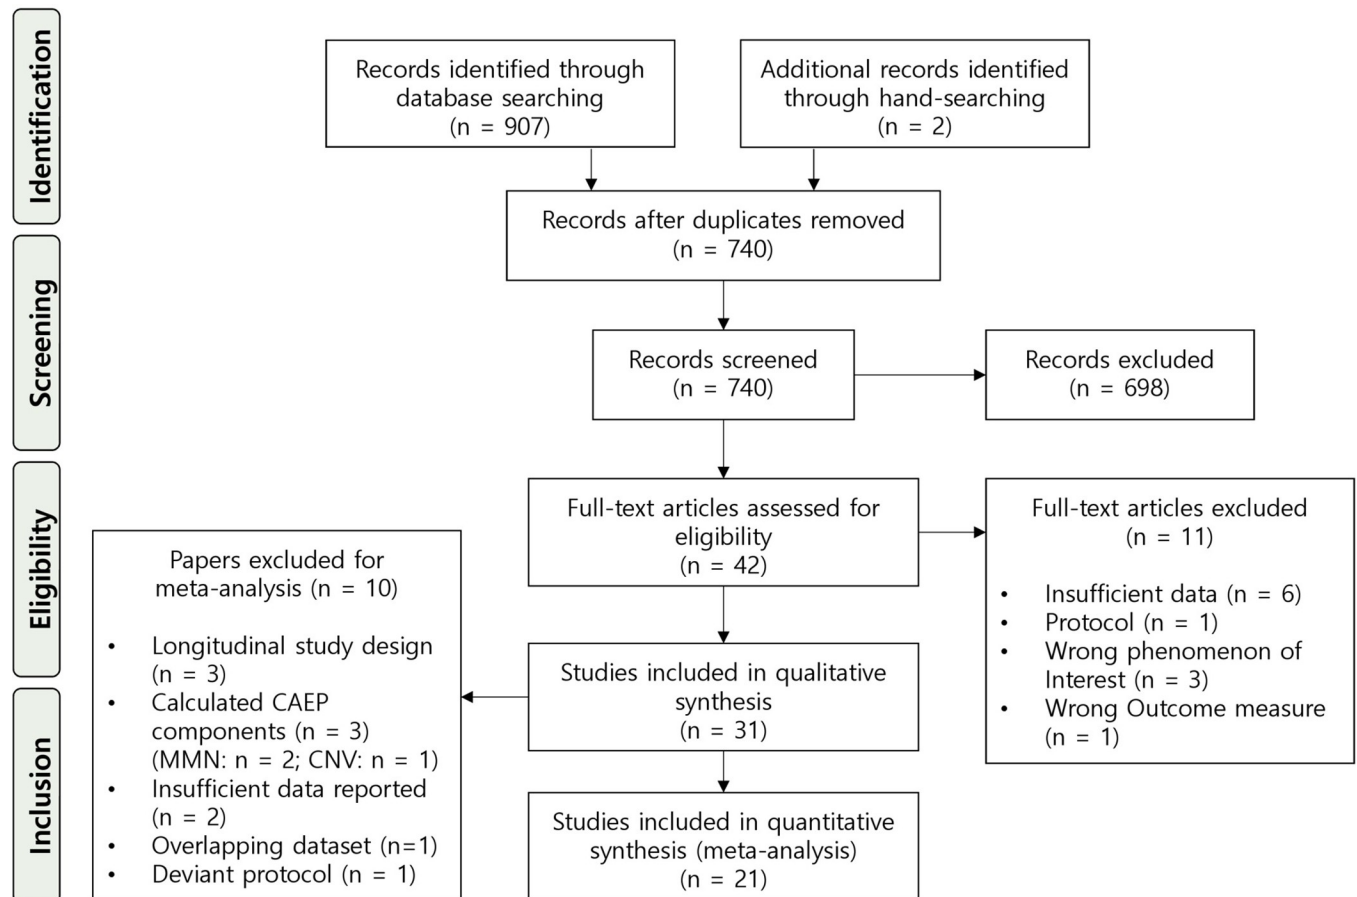 Identification
Records identified through
database searching
(n = 907)
Additional records identified
through hand-searching
(n = 2)
Records after duplicates removed
(n = 740)
Screening
Records screened
(n = 740)
Records excluded
(n = 698)
Eligibility
Full-text articles assessed for
eligibility
(n = 42)
Full-text articles excluded
(n = 11)
• Insufficient data (n = 6)
• Protocol (n = 1)
• Wrong phenomenon of
Interest (n = 3)
• Wrong Outcome measure
(n = 1)
Studies included in qualitative
synthesis
(n = 31)
Papers excluded for
meta-analysis (n = 10)
• Longitudinal study design
(n = 3)
• Calculated CAEP
components (n = 3)
(MMN: n = 2; CNV: n = 1)
• Insufficient data reported
(n = 2)
• Overlapping dataset (n=1)
• Deviant protocol (n = 1)
Inclusion
Studies included in quantitative
synthesis (meta-analysis)
(n = 21)